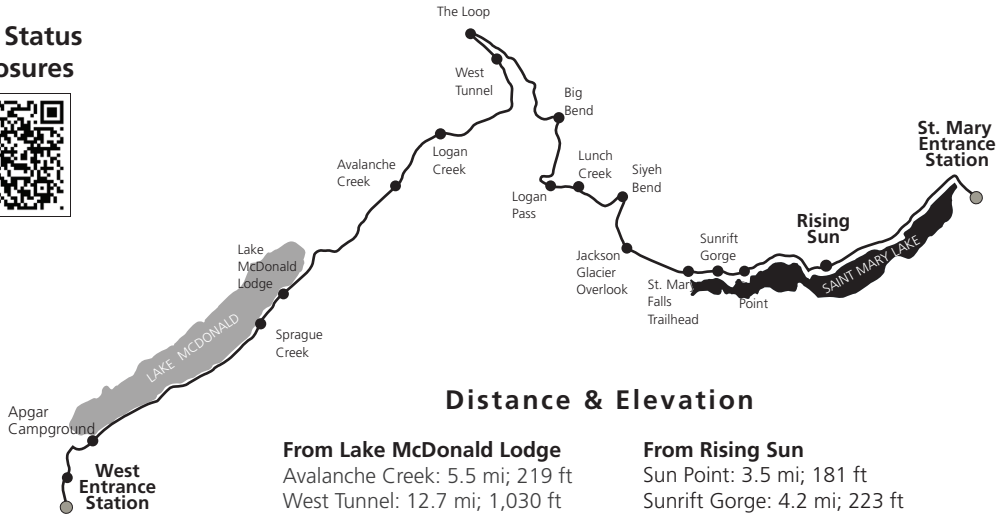 Status
osures
The Loop
West
Tunnel
Big
Bend
Logan
Creek
Avalanche
Creek
Lunch
Creek
Siyeh
Bend
Logan
Pass
St. Mary
Entrance
Station
Rising
Sun
Sunrift
Gorge
Jackson
Glacier
Overlook
St. Mary
Falls
Trailhead
Point
SAINT MARY LAKE
Lake
McDonald
Lodge
Sprague
Creek
LAKE MCDONALD
Apgar
Campground
West
Entrance
Station
Distance & Elevation
From Lake McDonald Lodge
Avalanche Creek: 5.5 mi; 219 ft
West Tunnel: 12.7 mi; 1,030 ft
From Rising Sun
Sun Point: 3.5 mi; 181 ft
Sunrift Gorge: 4.2 mi; 223 ft